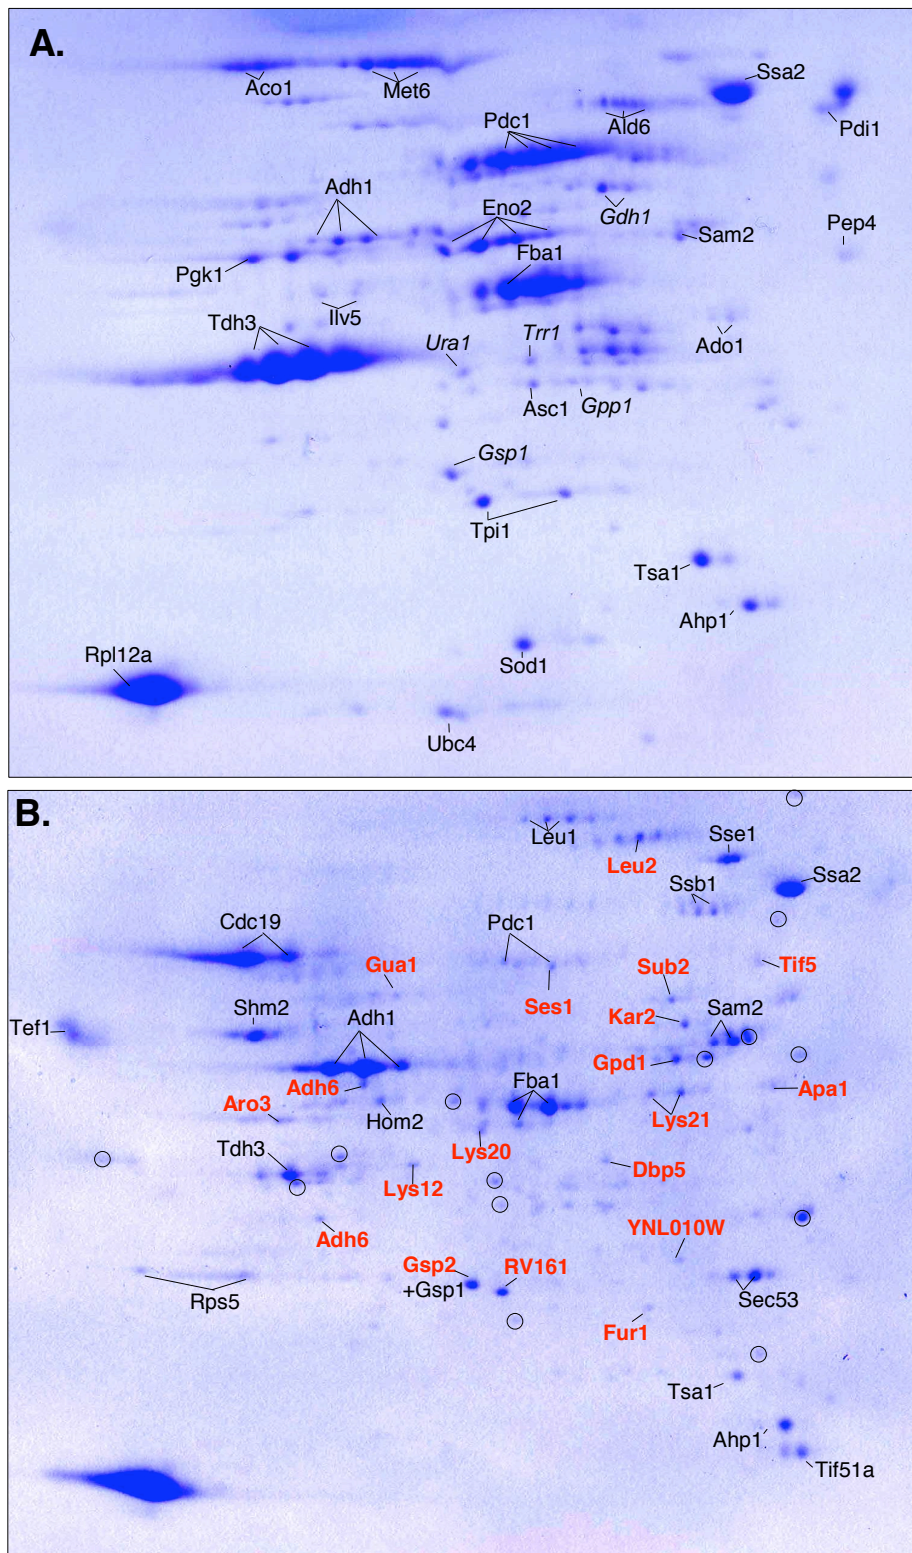 A.
Aco1
Met6
Ssa2
Pdi1
Ald6
Pdc1
Adh1
Gdh1
Eno2
Sam2
Pep4
Pgk1
Fba1
Ilv5
Tdh3
Ura1
Trr1
Ado1
Asc1
Gpp1
Gsp1
Tpi1
Tsa1
Ahp1
Rpl12a
Sod1
Ubc4
B.
Leu1
Sse1
Leu2
Ssa2
Ssb1
Cdc19
Pdc1
Gua1
Sub2
Tif5
Ses1
Tef1
Shm2
Kar2
Sam2
Adh1
Gpd1
Adh6
Fba1
Apa1
Aro3
Hom2
Lys21
Tdh3
Lys20
Dbp5
Lys12
Adh6
YNL010W
Gsp2
RV161
+Gsp1
Rps5
Sec53
Fur1
Tsa1
Ahp1
Tif51a